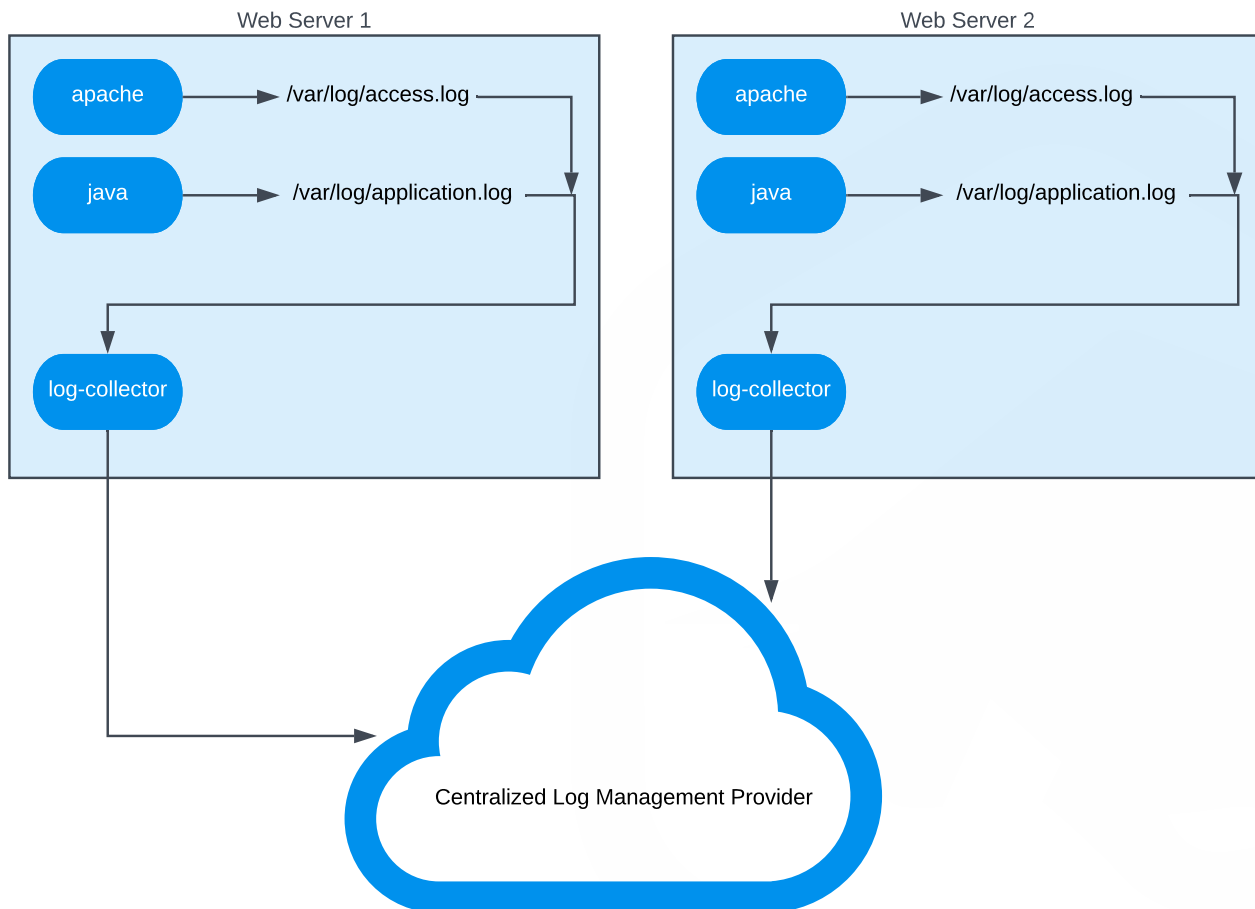 Web Server 1
apache
/var/log/access.log
java
/var/log/application.log
log-collector
Web Server 2
apache
/var/log/access.log
java
/var/log/application.log
log-collector
Centralized Log Management Provider